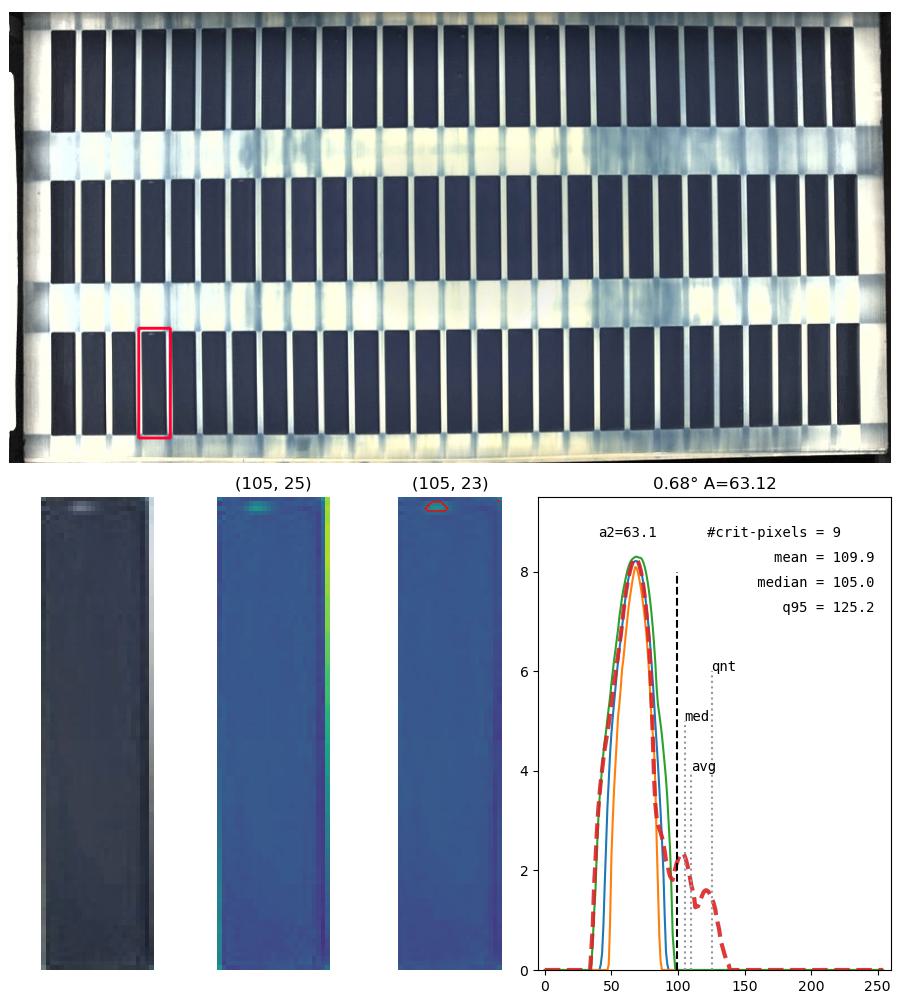 (105, 25)
(105, 23)
0.68° A=63.12
a2=63.1
#crit-pixels = 9
mean = 109.9
median = 105.0
q95 = 125.2
qnt
med
avg
8
6
4
2
0
0 50 100 150 200 250